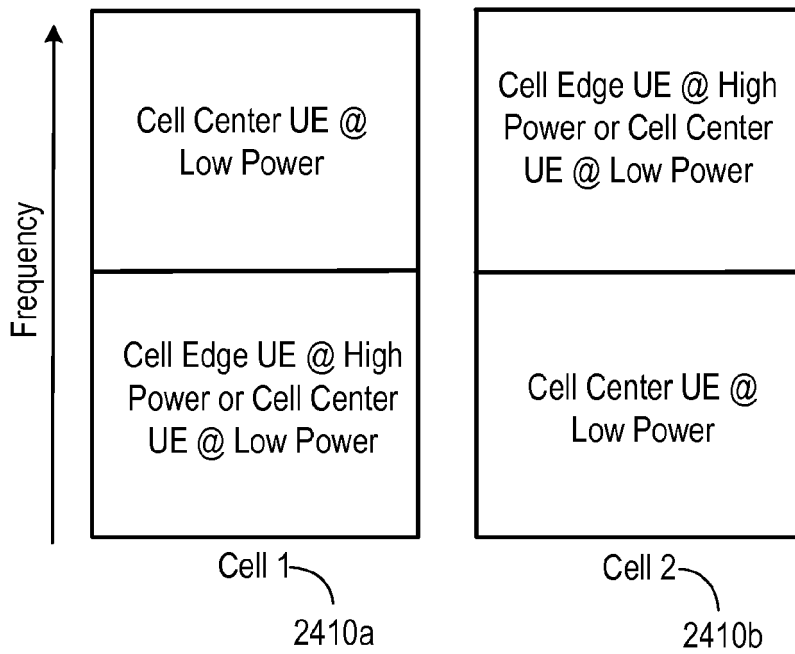 Frequency
Cell Center UE @
Low Power
Cell Edge UE @ High
Power or Cell Center
UE @ Low Power
Cell 1
2410a
Cell Edge UE @ High
Power or Cell Center
UE @ Low Power
Cell Center UE @
Low Power
Cell 2
2410b